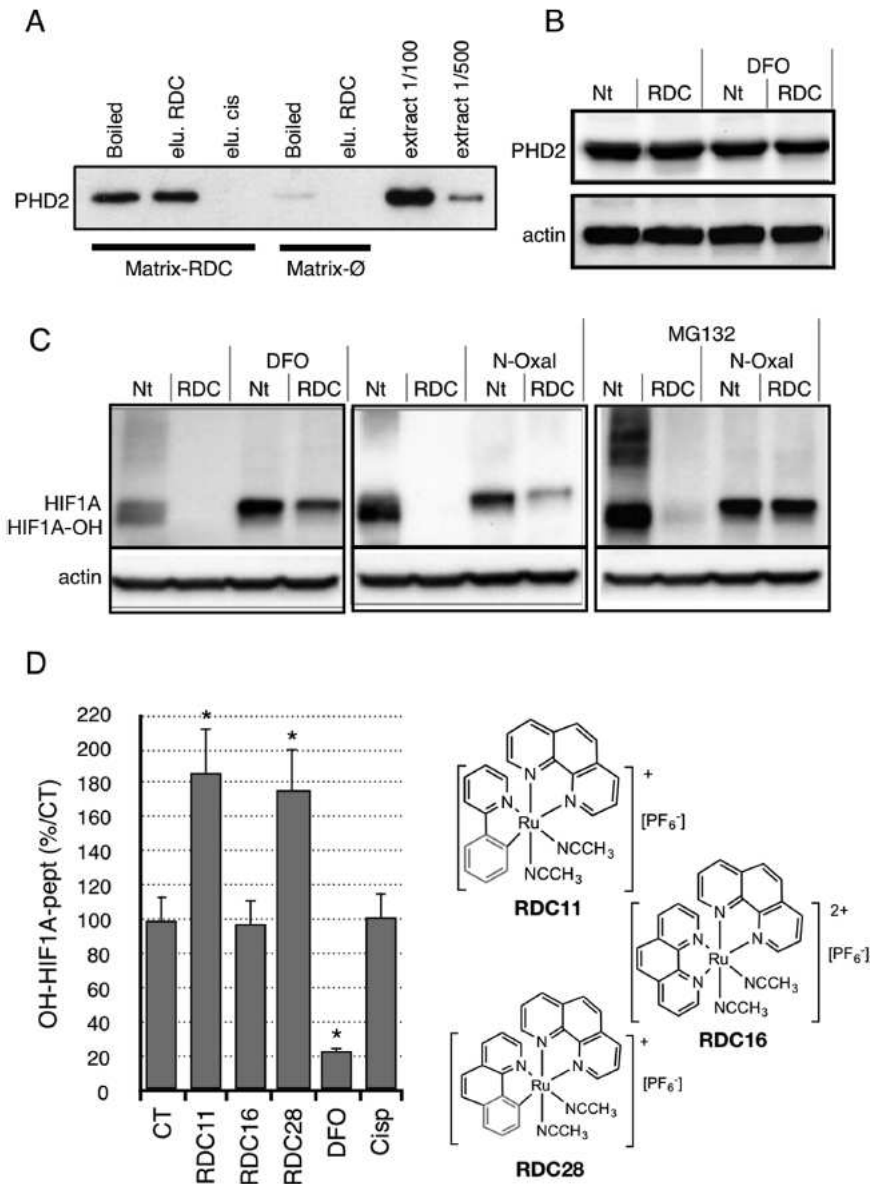 A
Boiled
elu. RDC
elu. cis
Boiled
elu. RDC
extract 1/100
extract 1/500
PHD2
Matrix-RDC
Matrix-Ø
B
DFO
Nt RDC Nt RDC
PHD2
actin
C
DFO
Nt RDC Nt RDC
N-Oxal
Nt RDC Nt RDC
MG132
N-Oxal
Nt RDC Nt RDC
HIF1A
HIF1A-OH
actin
D
OH-HIF1A-pept (%/CT)
220
200
180
160
140
120
100
80
60
40
20
0
*
*
*
CT
RDC11
RDC16
RDC28
DFO
Cisp
+
[PF₆⁻]
N
N
N
Ru
NCCH₃
NCCH₃
RDC11
2+
[PF₆⁻]
N
N
N
N
Ru
NCCH₃
NCCH₃
RDC16
+
[PF₆⁻]
N
N
N
Ru
NCCH₃
NCCH₃
RDC28